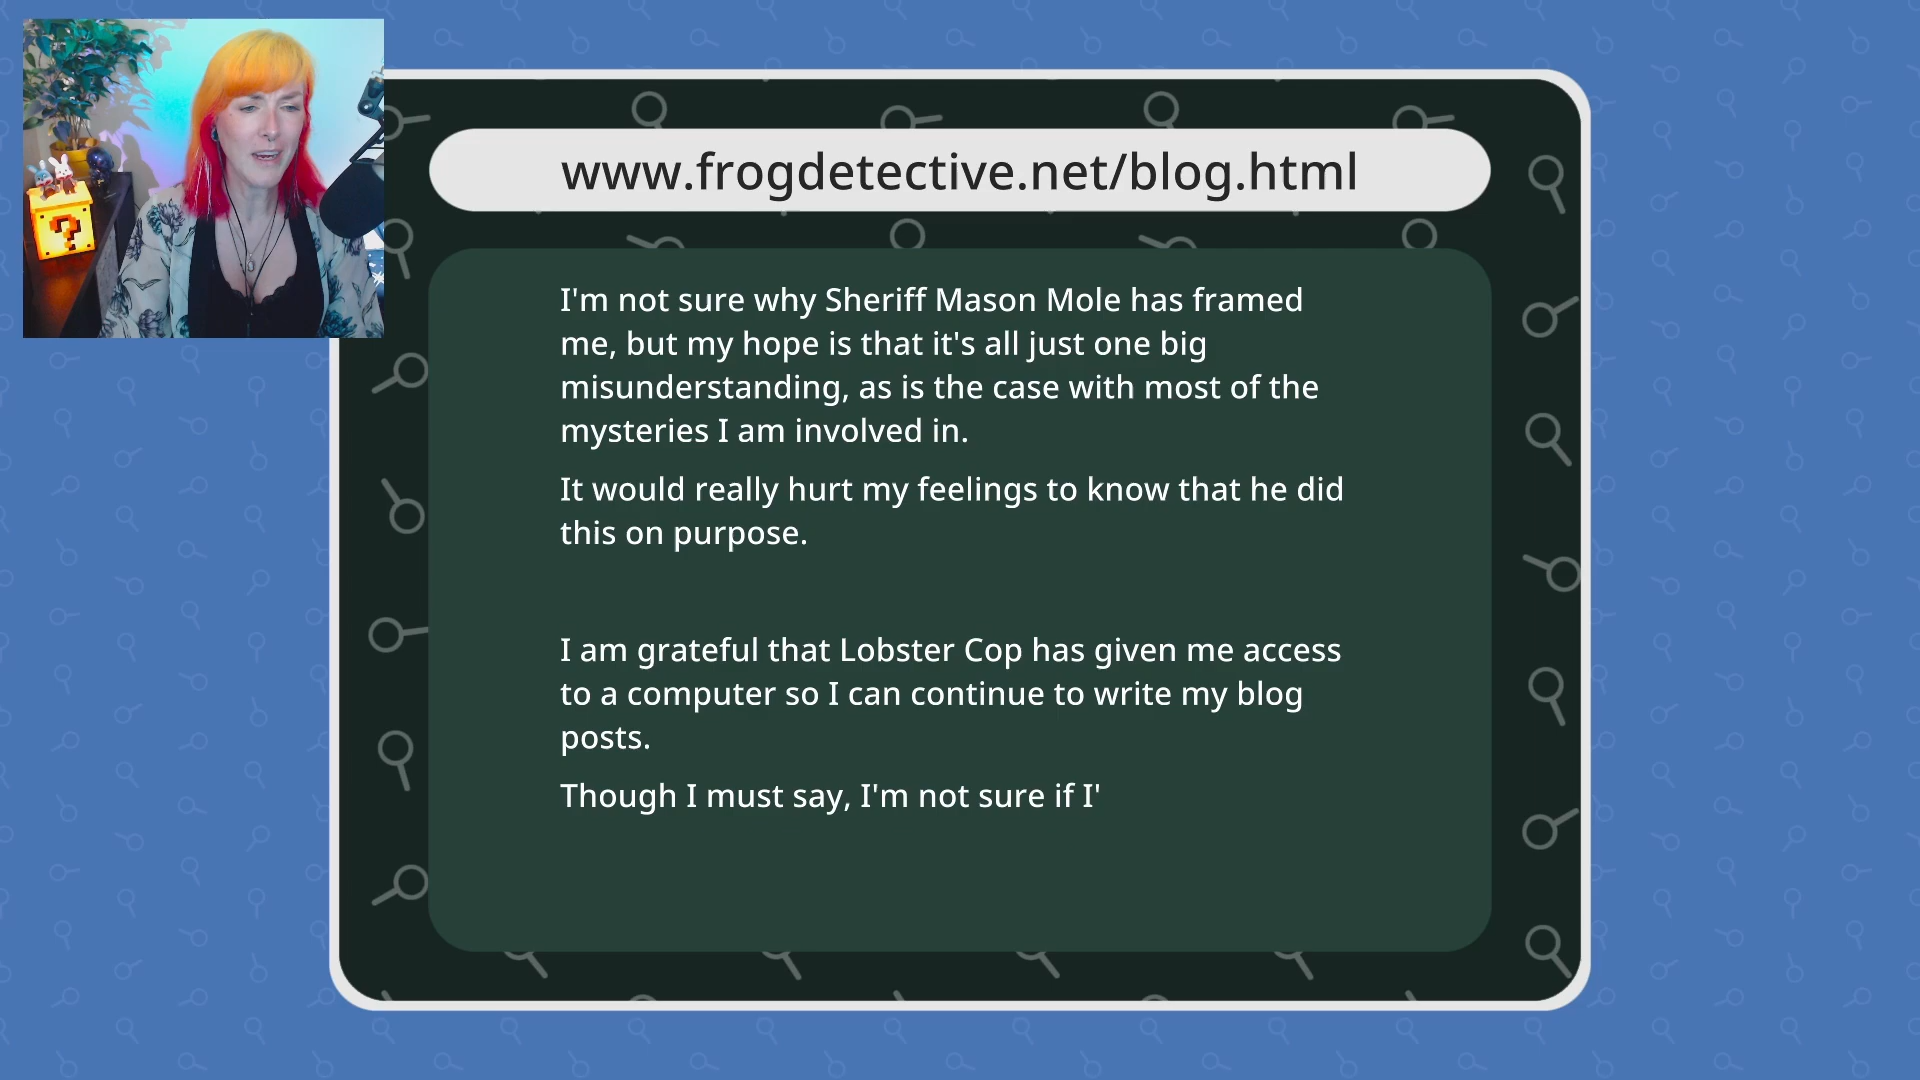 www.frogdetective.net/blog.html
I'm not sure why Sheriff Mason Mole has framed
me, but my hope is that it's all just one big
misunderstanding, as is the case with most of the
mysteries I am involved in.
It would really hurt my feelings to know that he did
this on purpose.
I am grateful that Lobster Cop has given me access
to a computer so I can continue to write my blog
posts.
Though I must say, I'm not sure if I'
?